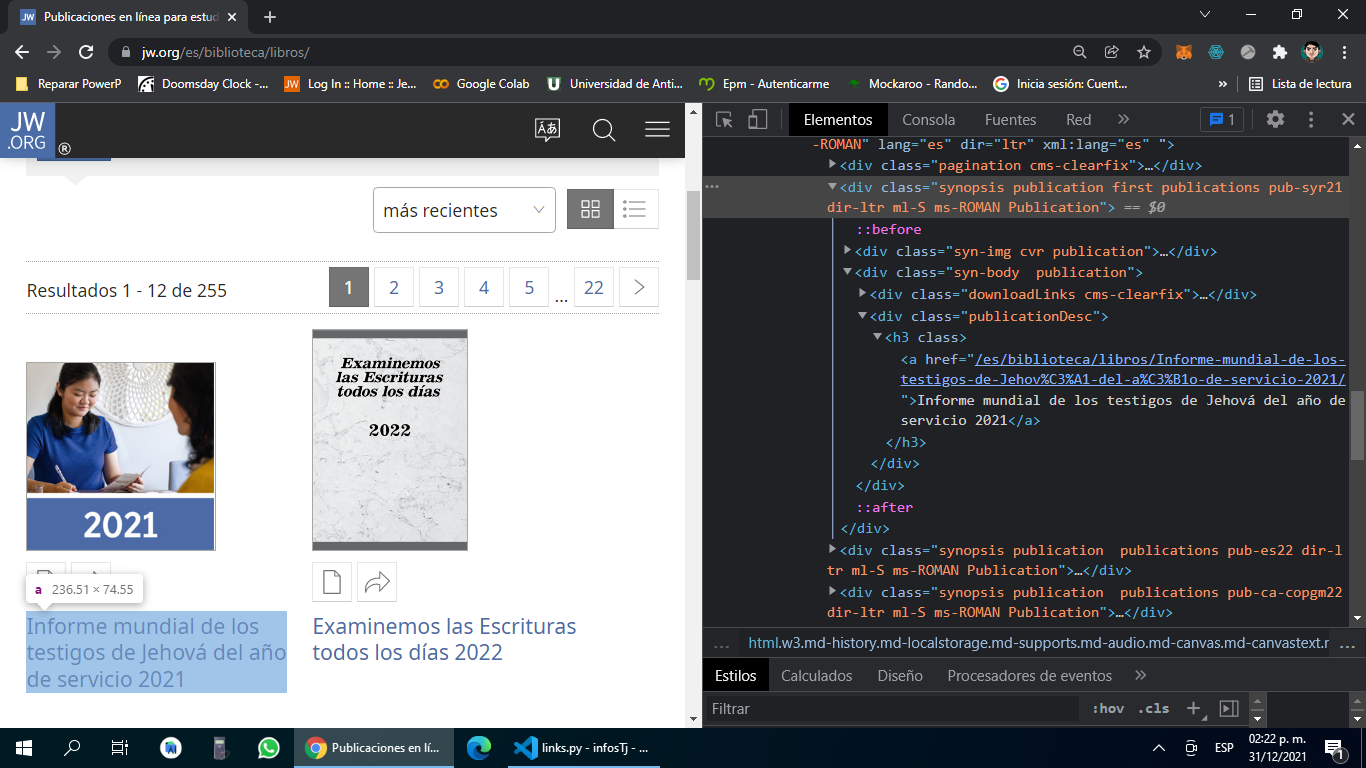 Publicaciones en línea para estud
jw.org/es/biblioteca/libros/
Reparar PowerP
Doomsday Clock -...
Log In :: Home :: Je...
Google Colab
Universidad de Anti...
Epm - Autenticarme
Mockaroo - Rando...
Inicia sesión: Cuent...
»
Lista de lectura
JW
.ORG ®
más recientes
Resultados 1 - 12 de 255
1 2 3 4 5 ... 22
2021
Examinemos
las Escrituras
todos los días
2022
a 236.51 × 74.55
Informe mundial de los
testigos de Jehová del año
de servicio 2021
Examinemos las Escrituras
todos los días 2022
Elementos Consola Fuentes Red » 1
-ROMAN" lang="es" dir="ltr" xml:lang="es" ">
<div class="pagination cms-clearfix">…</div>
<div class="synopsis publication first publications pub-syr21
dir-ltr ml-S ms-ROMAN Publication"> == $0
::before
<div class="syn-img cvr publication">…</div>
<div class="syn-body  publication">
<div class="downloadLinks cms-clearfix">…</div>
<div class="publicationDesc">
<h3 class>
<a href="/es/biblioteca/libros/Informe-mundial-de-los-
testigos-de-Jehov%C3%A1-del-a%C3%B1o-de-servicio-2021/
">Informe mundial de los testigos de Jehová del año de
servicio 2021</a>
</h3>
</div>
</div>
::after
</div>
<div class="synopsis publication  publications pub-es22 dir-l
tr ml-S ms-ROMAN Publication">…</div>
<div class="synopsis publication  publications pub-ca-copgm22
dir-ltr ml-S ms-ROMAN Publication">…</div>
... html.w3.md-history.md-localstorage.md-supports.md-audio.md-canvas.md-canvastext.r ...
Estilos Calculados Diseño Procesadores de eventos »
Filtrar :hov .cls +
Publicaciones en lí...
links.py - infosTj - ...
ESP
02:22 p. m.
31/12/2021
1